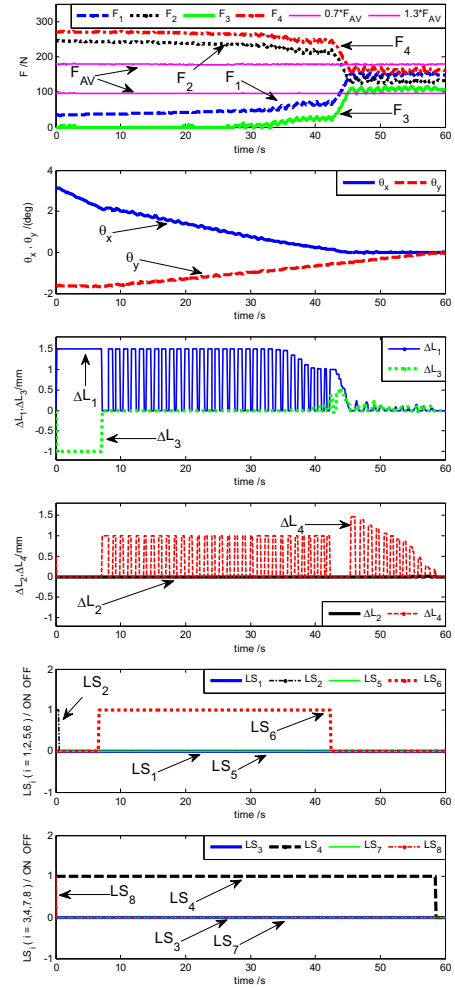 F1 F2 F3 F4 0.7*FAV 1.3*FAV
300
200
100
0
F /N
FAV
F2
F1
F4
F3
0 10 20 30 40 50 60
time /s
θx θy
4
2
0
-2
θx , θy /(deg)
θx
θy
0 10 20 30 40 50 60
time /s
ΔL1
ΔL3
1.5
1
0.5
0
-0.5
-1
ΔL1,ΔL3/mm
ΔL1
ΔL3
0 10 20 30 40 50 60
time /s
1.5
1
0.5
0
-0.5
-1
ΔL2,ΔL4/mm
ΔL4
ΔL2
ΔL2 ΔL4
0 10 20 30 40 50 60
time /s
LS1 LS2 LS5 LS6
2
1
0
-1
LSi ( i = 1,2,5,6 ) / ON OFF
LS2
LS6
LS1
LS5
0 10 20 30 40 50 60
time /s
LS3 LS4 LS7 LS8
2
1
0
-1
LSi ( i = 3,4,7,8 ) / ON OFF
LS8
LS4
LS3
LS7
0 10 20 30 40 50 60
time /s